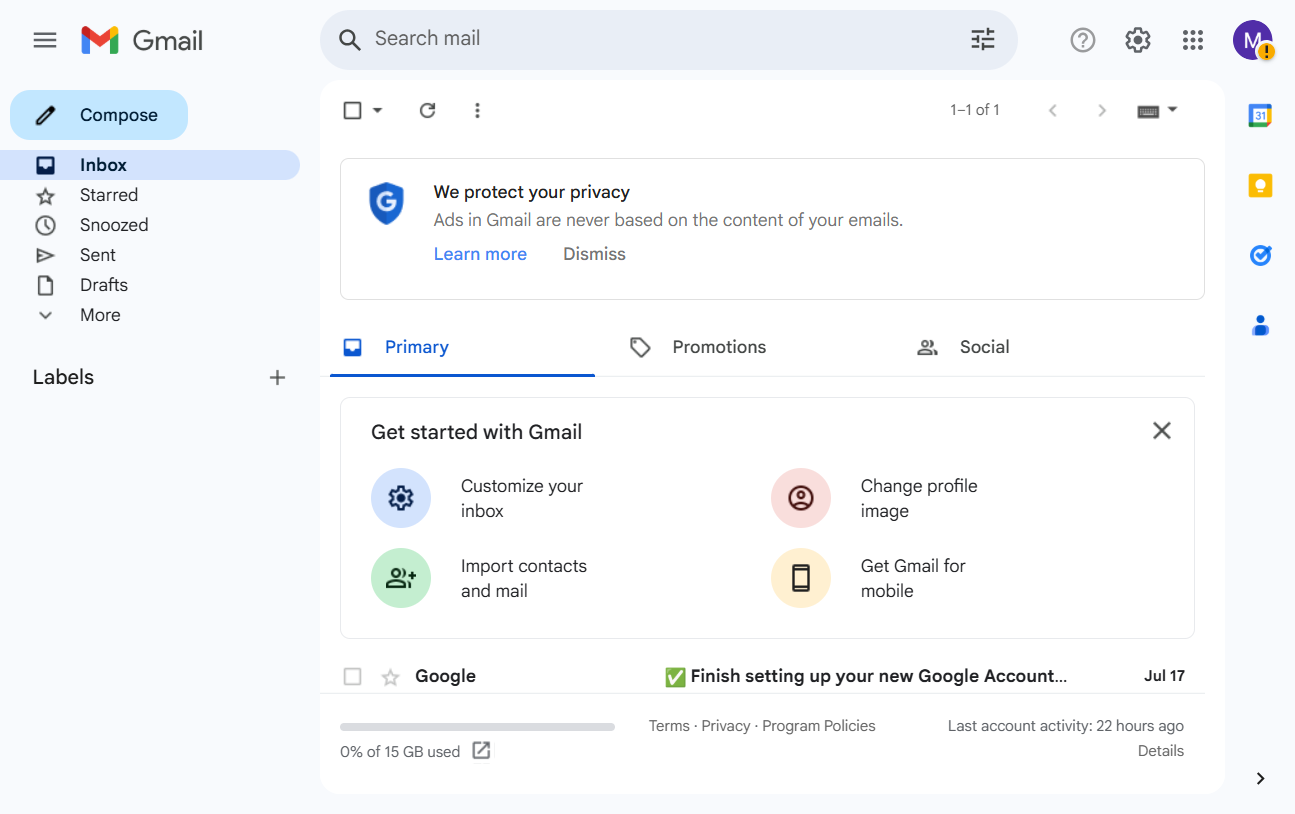 Gmail
Search mail
M
Compose
Inbox
Starred
Snoozed
Sent
Drafts
More
Labels
1–1 of 1
31
G
We protect your privacy
Ads in Gmail are never based on the content of your emails.
Learn more Dismiss
Primary Promotions Social
Get started with Gmail
Customize your
inbox
Change profile
image
Import contacts
and mail
Get Gmail for
mobile
Google ✅ Finish setting up your new Google Account... Jul 17
0% of 15 GB used
Terms · Privacy · Program Policies
Last account activity: 22 hours ago
Details